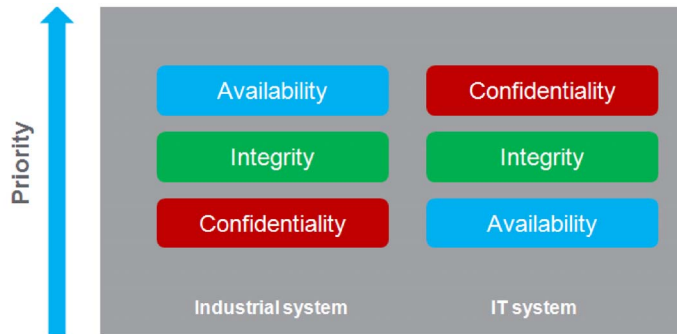 Priority
Availability
Confidentiality
Integrity
Integrity
Confidentiality
Availability
Industrial system
IT system